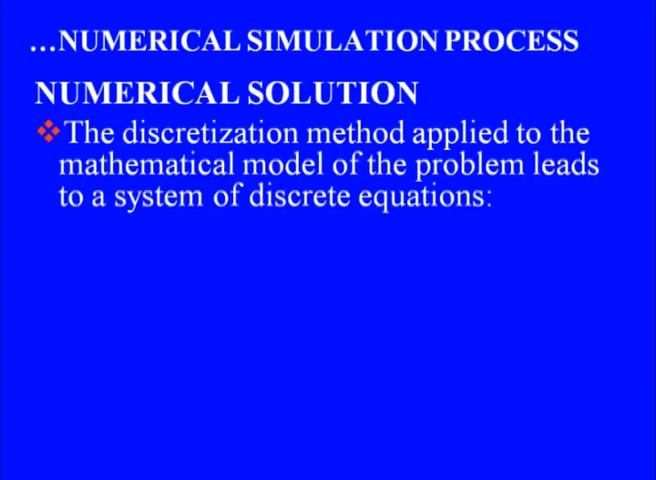 …NUMERICAL SIMULATION PROCESS
NUMERICAL SOLUTION
❖The discretization method applied to the
mathematical model of the problem leads
to a system of discrete equations: